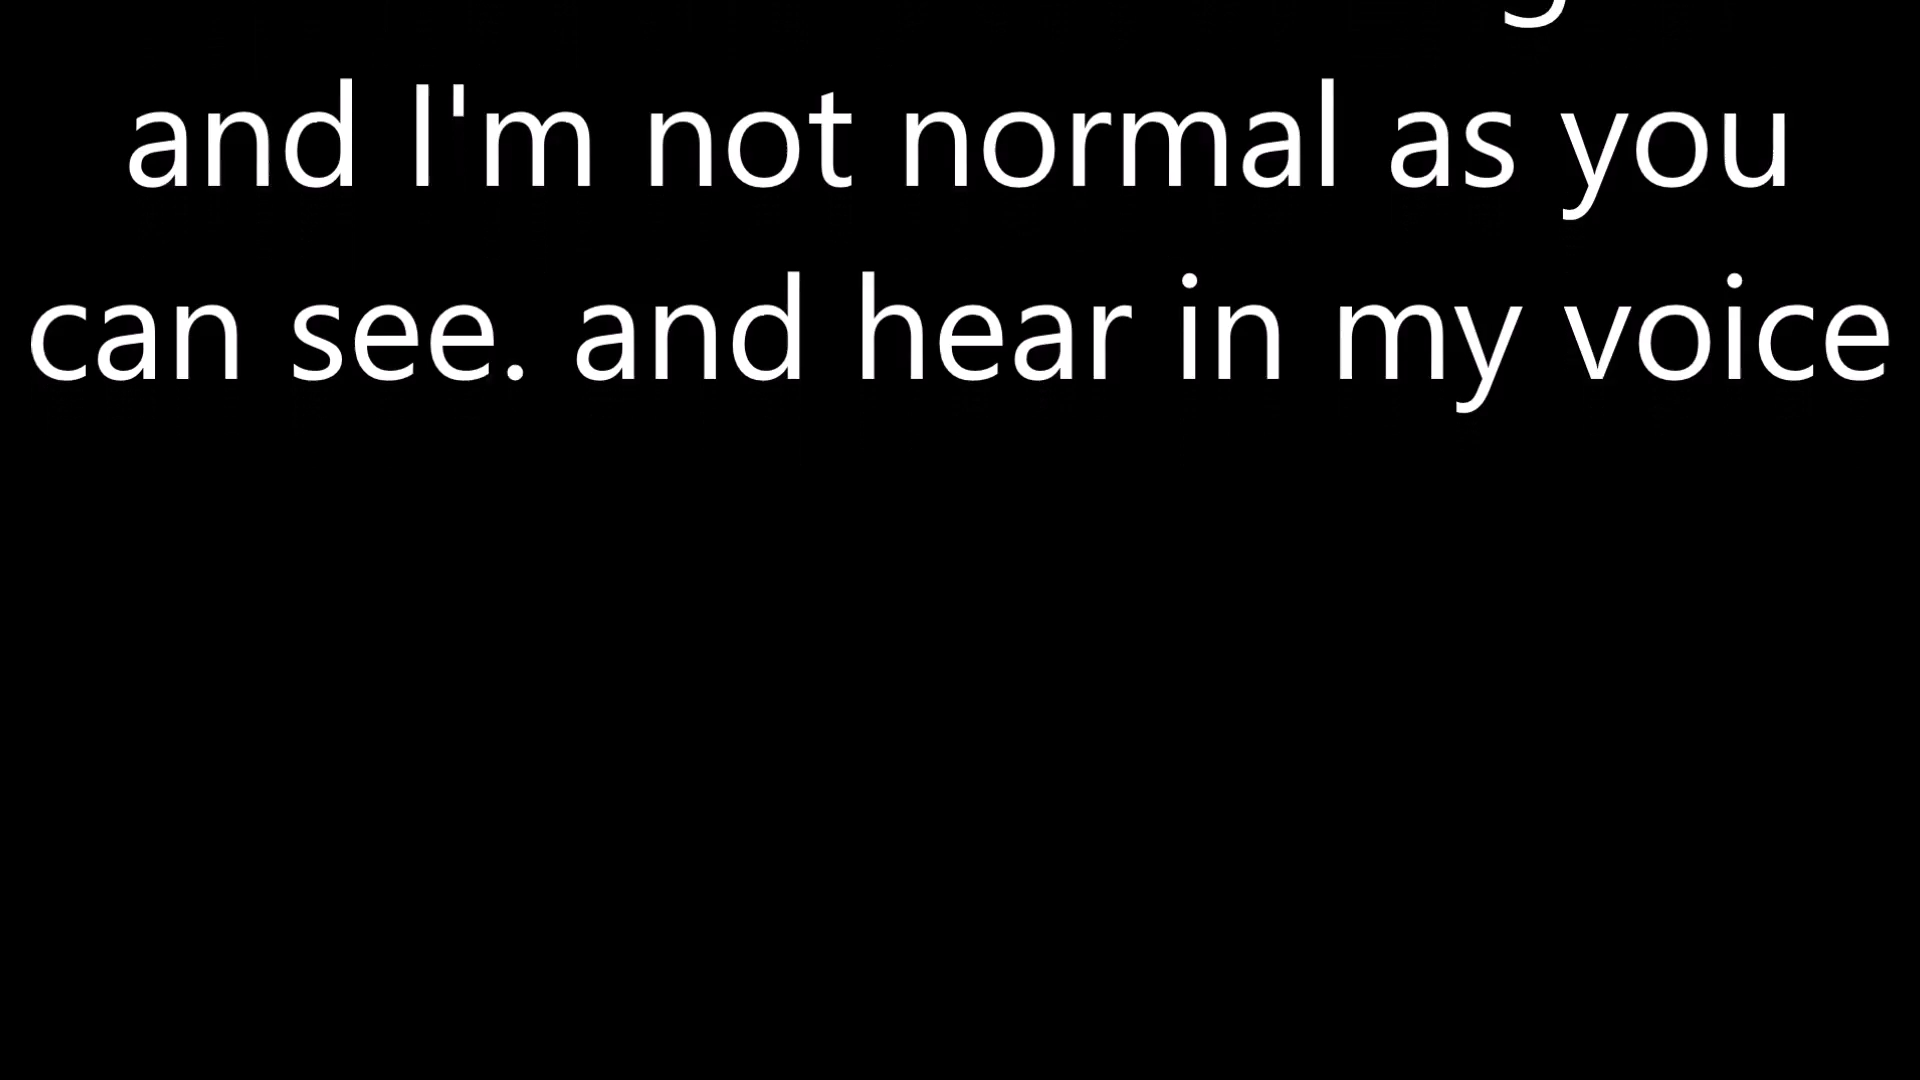 and I'm not normal as you
can see. and hear in my voice